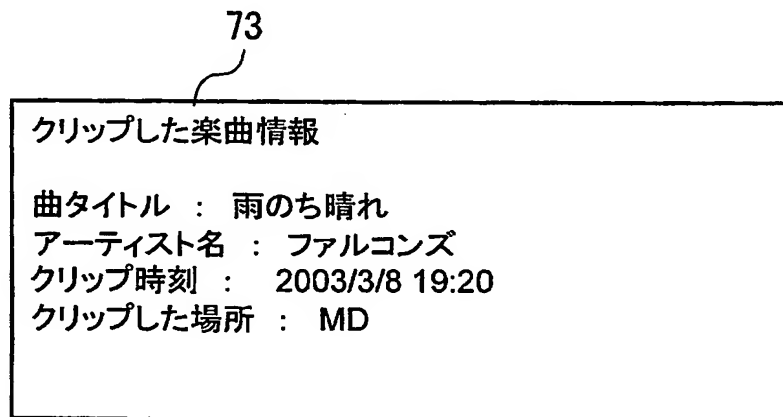 73
クリップした楽曲情報
曲タイトル ： 雨のち晴れ
アーティスト名 ： ファルコンズ
クリップ時刻 ： 2003/3/8 19:20
クリップした場所 ： MD